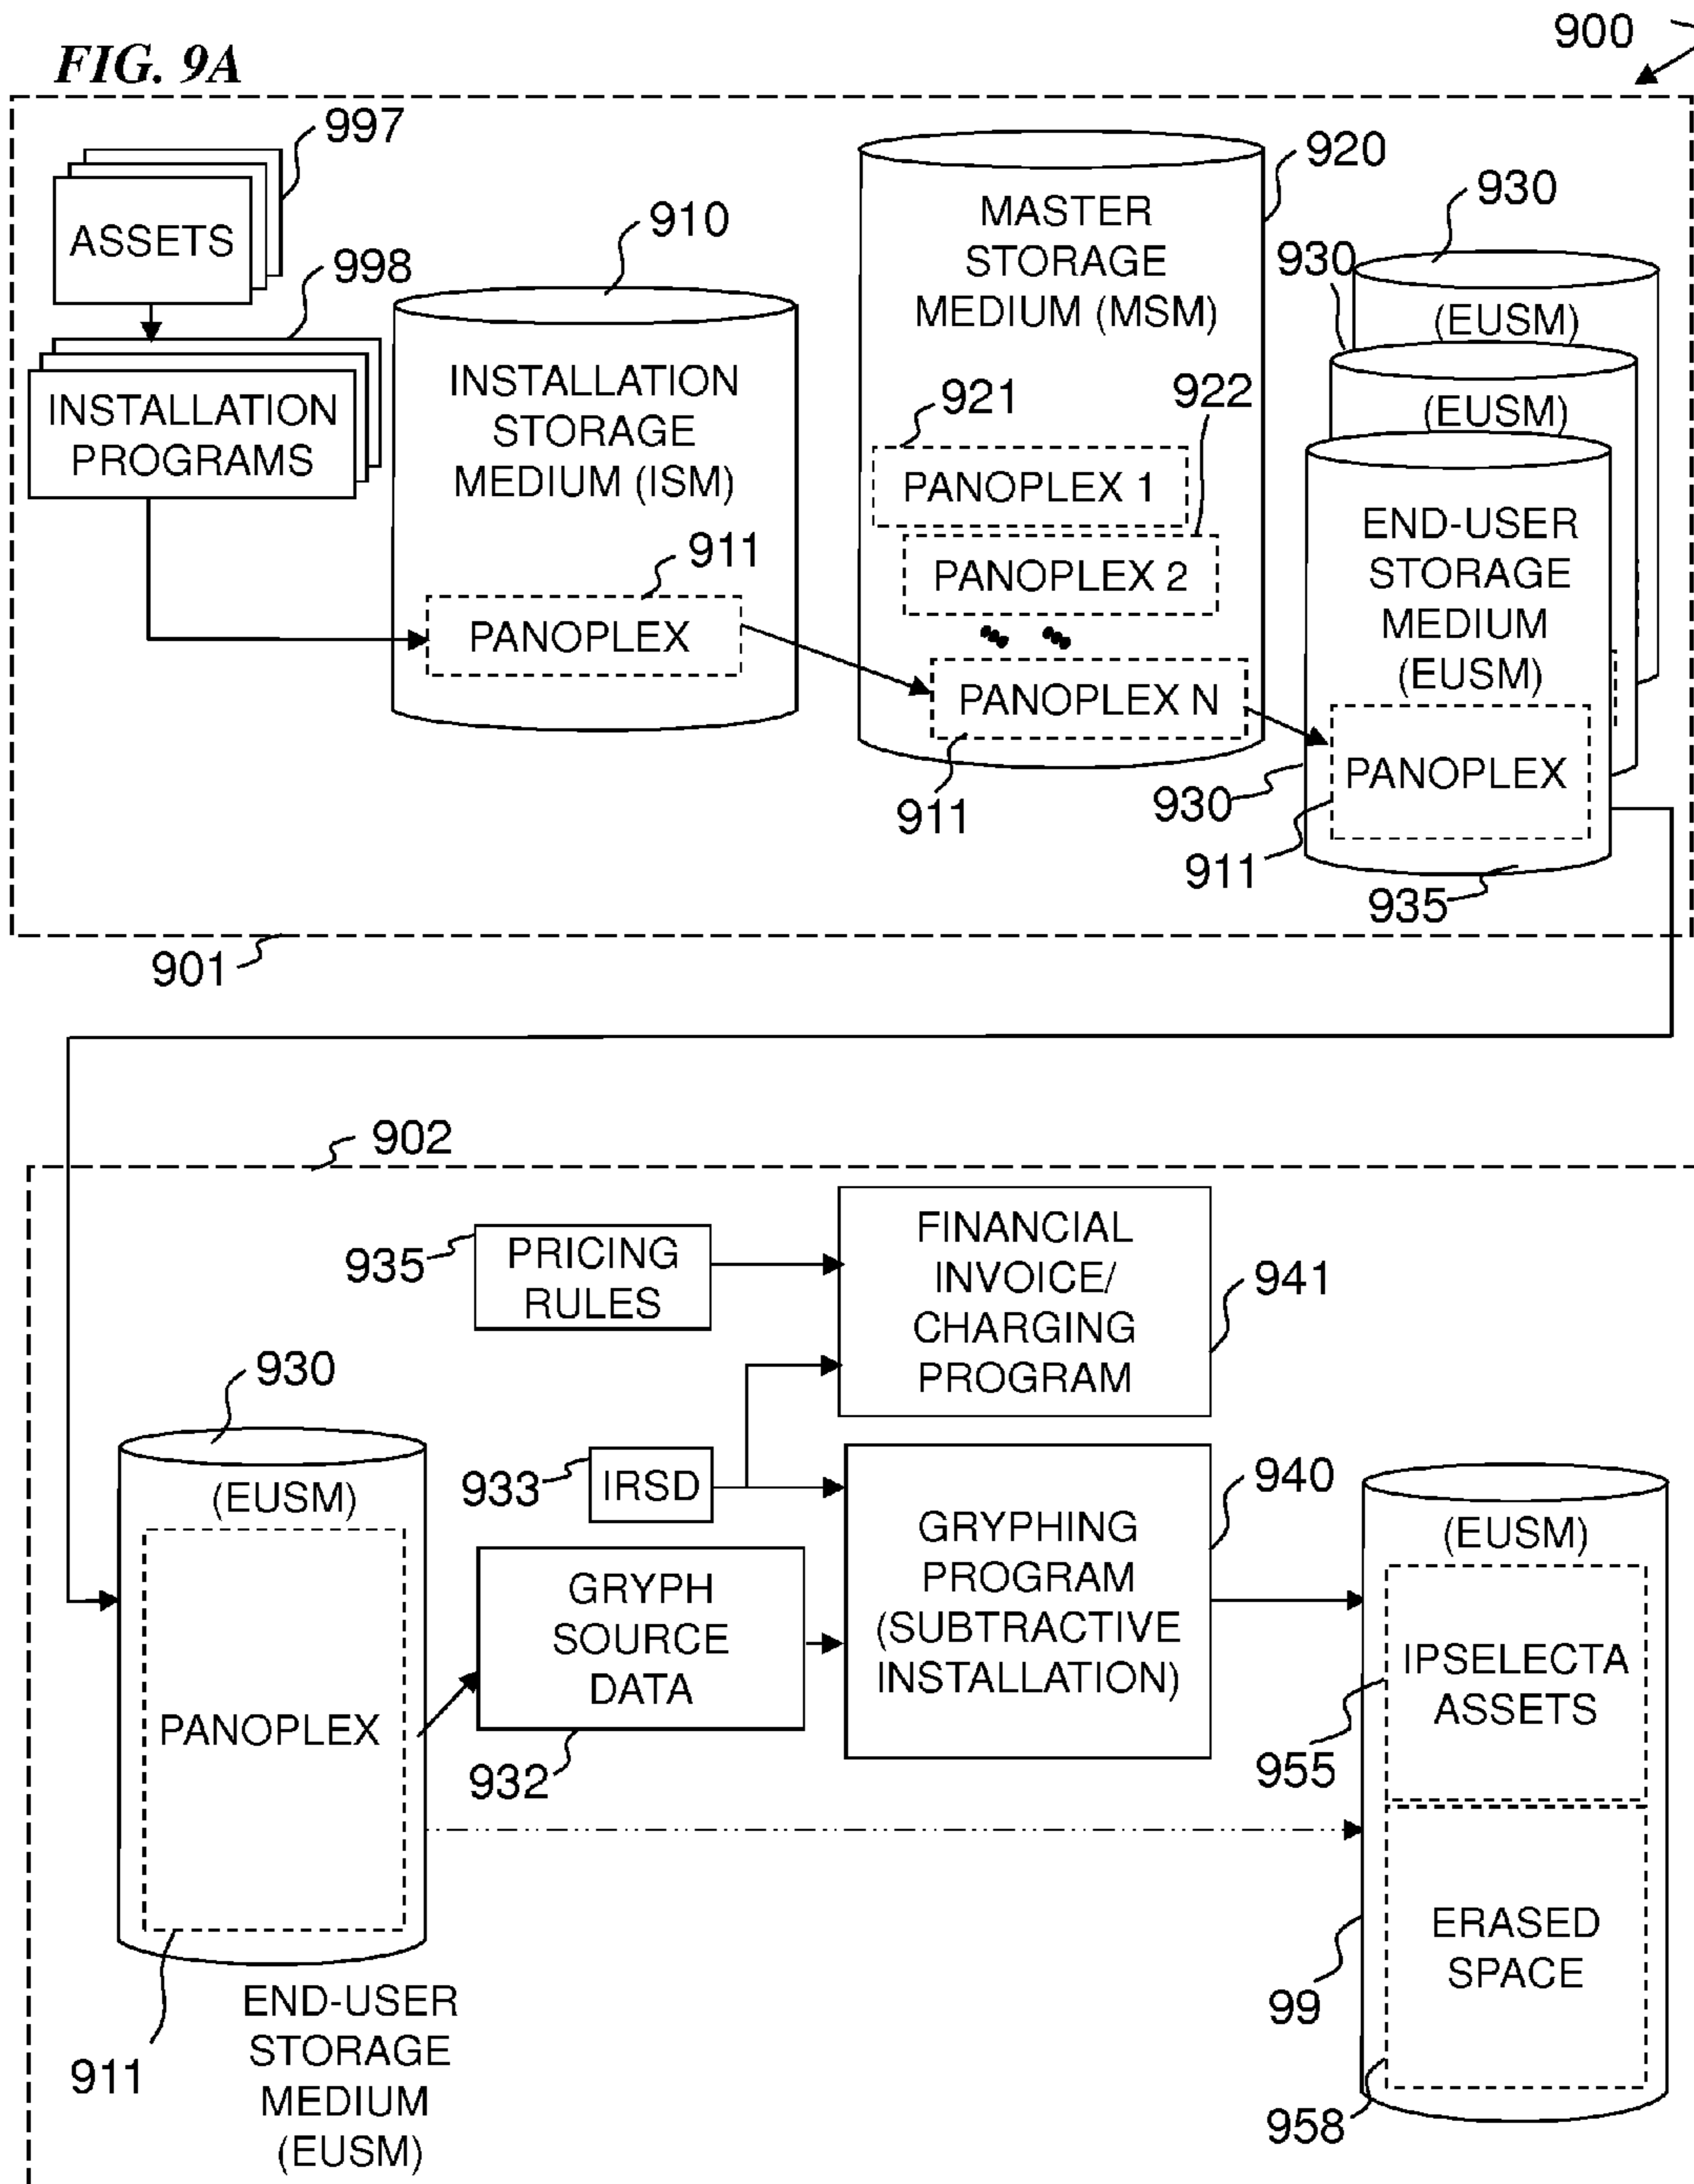 900
FIG. 9A
997
ASSETS
998
INSTALLATION
PROGRAMS
910
INSTALLATION
STORAGE
MEDIUM (ISM)
911
PANOPLEX
920
MASTER
STORAGE
MEDIUM (MSM)
921
922
PANOPLEX 1
PANOPLEX 2
PANOPLEX N
911
930
930
(EUSM)
(EUSM)
END-USER
STORAGE
MEDIUM
(EUSM)
PANOPLEX
930
911
935
901
902
935
PRICING
RULES
FINANCIAL
INVOICE/
CHARGING
PROGRAM
941
930
(EUSM)
PANOPLEX
911
END-USER
STORAGE
MEDIUM
(EUSM)
933
IRSD
GRYPH
SOURCE
DATA
932
GRYPHING
PROGRAM
(SUBTRACTIVE
INSTALLATION)
940
(EUSM)
IPSELECTA
ASSETS
955
ERASED
SPACE
99
958